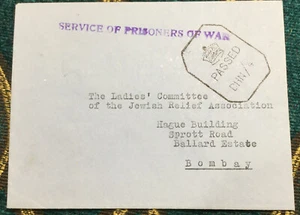 SERVICE OF PRISONERS OF WAR
PASSED
The Ladies' Committee
of the Jewish Relief Association
Hague Building
Sprott Road
Ballard Estate
Bombay